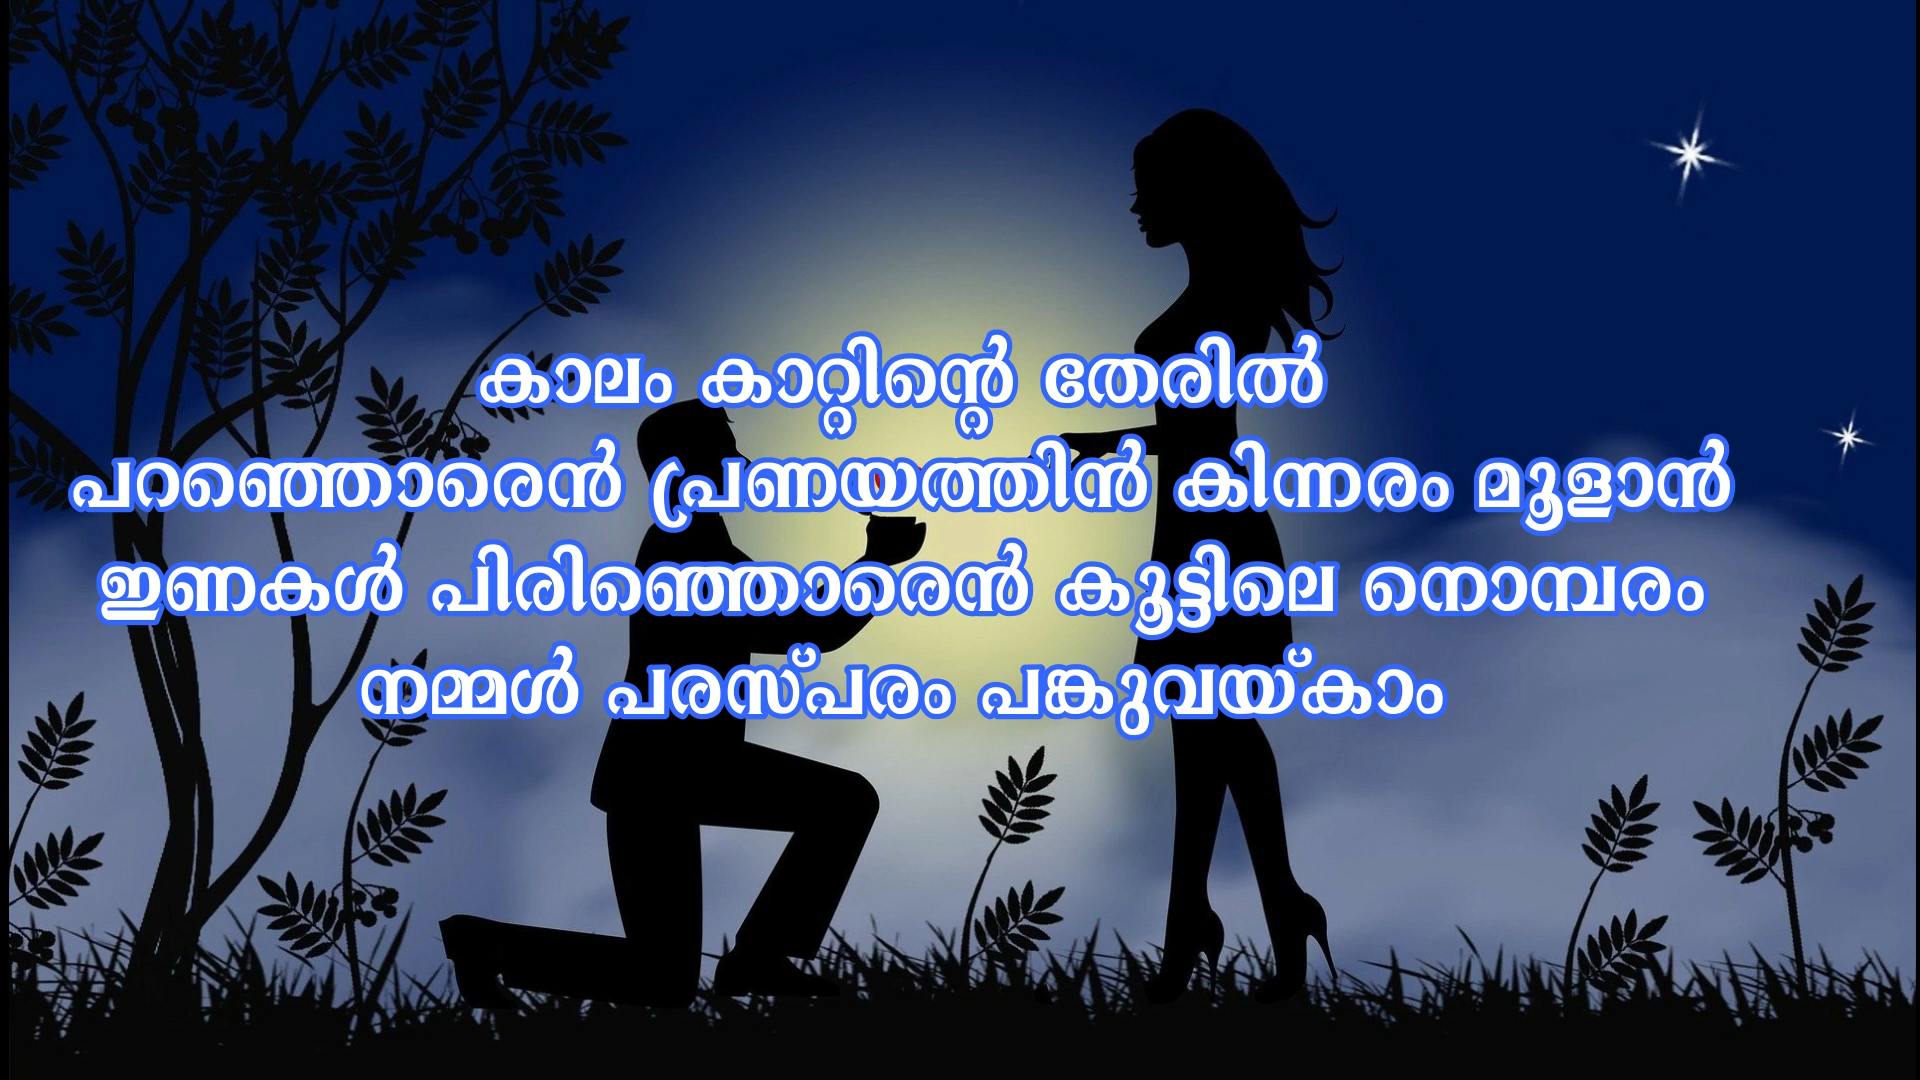 കാലം കാറ്റിന്റെ തേരിൽ
പറഞ്ഞൊരെൻ പ്രണയത്തിൻ കിന്നരം മൂളാൻ
ഇണകൾ പിരിഞ്ഞൊരെൻ കൂട്ടിലെ നൊമ്പരം
നമ്മൾ പരസ്പരം പങ്കുവയ്കാം